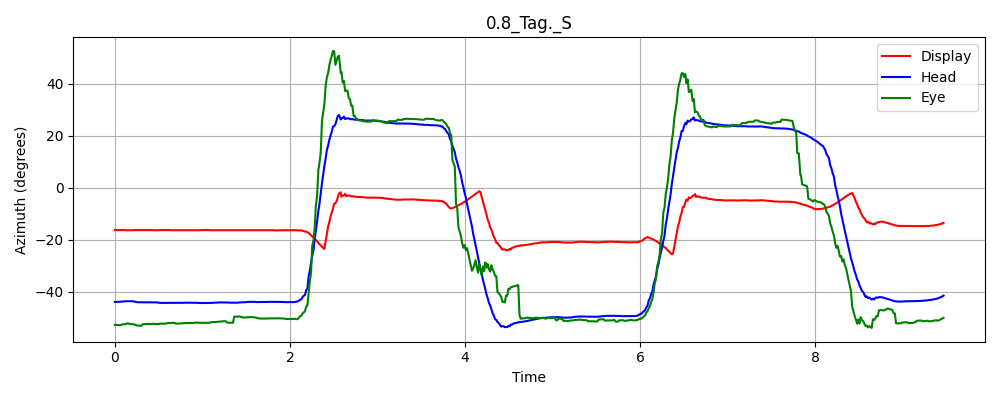 0.8_Tag._S
Azimuth (degrees)
40
20
0
−20
−40
Display
Head
Eye
0 2 4 6 8
Time